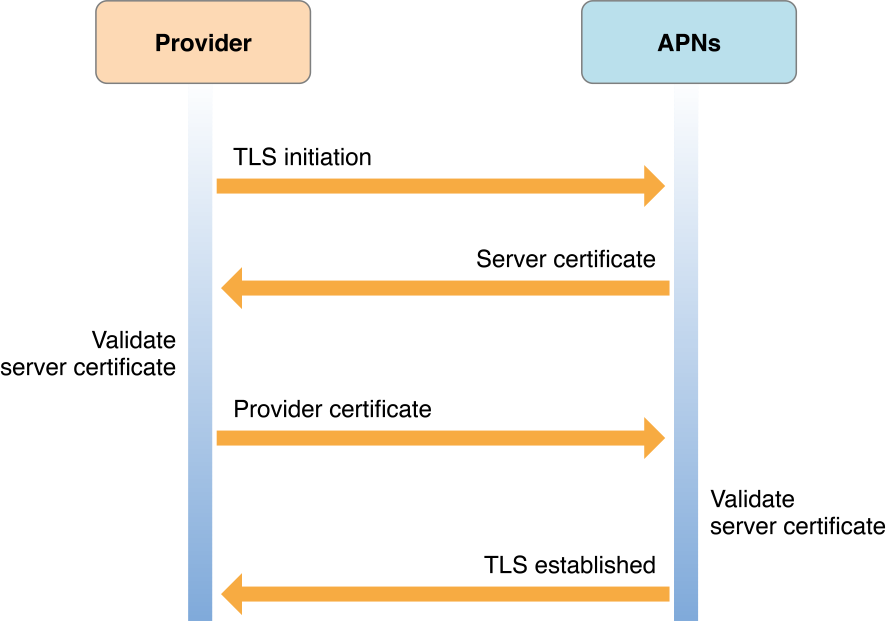 Provider
APNs
TLS initiation
Server certificate
Validate
server certificate
Provider certificate
Validate
server certificate
TLS established